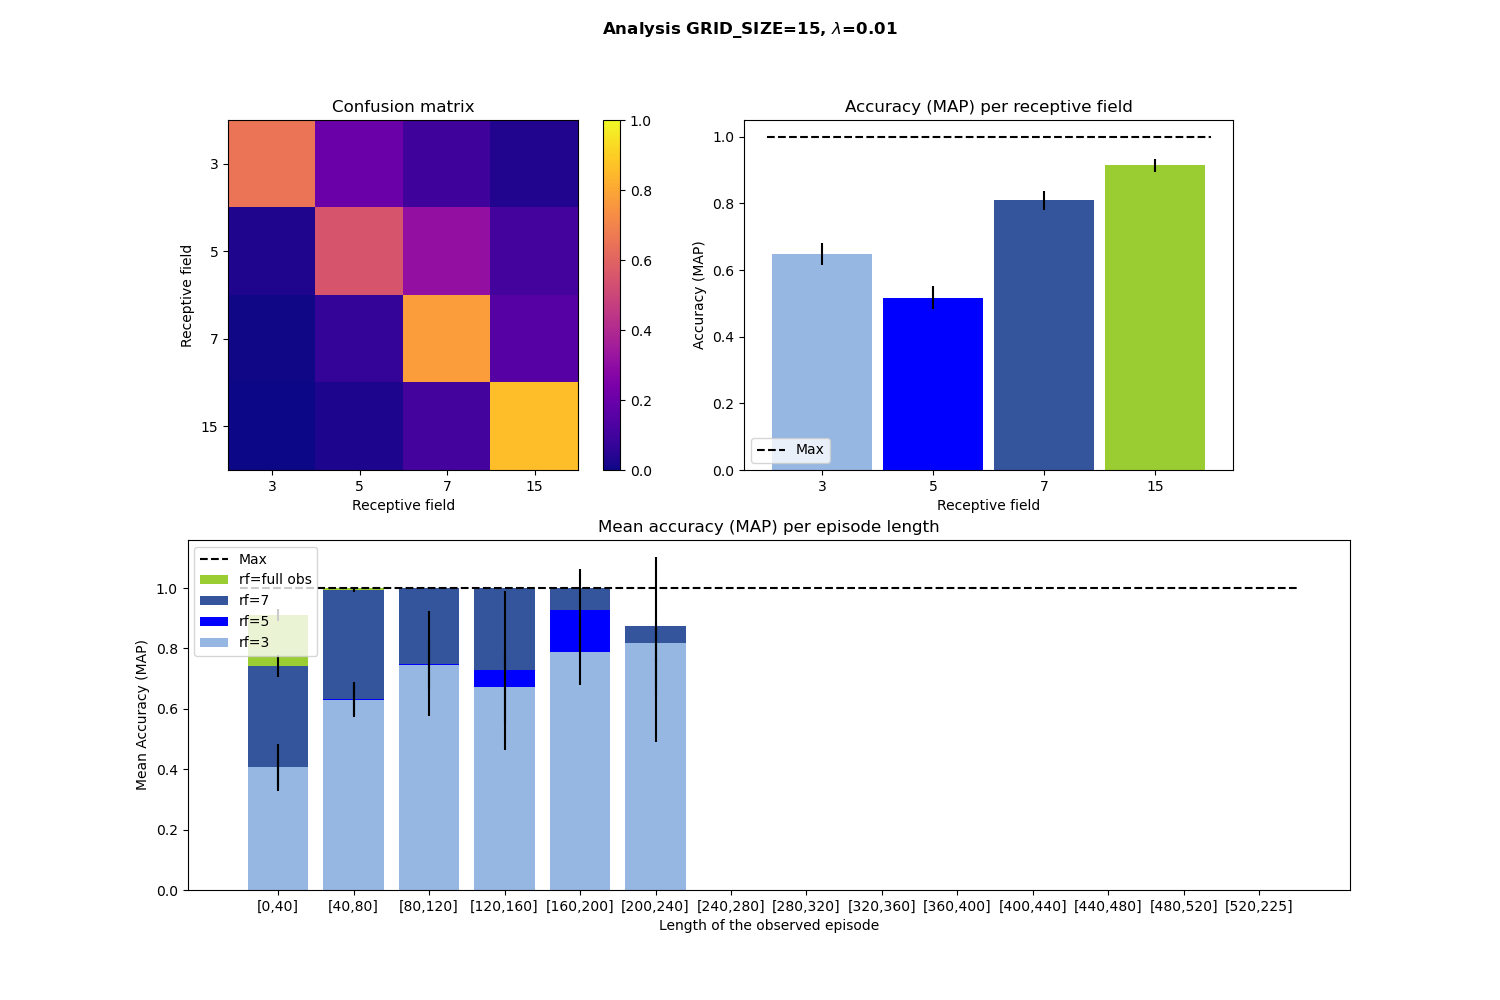 Analysis GRID_SIZE=15, λ=0.01
Confusion matrix
Receptive field
3
5
7
15
3 5 7 15
Receptive field
1.0
0.8
0.6
0.4
0.2
0.0
Accuracy (MAP) per receptive field
Accuracy (MAP)
1.0
0.8
0.6
0.4
0.2
0.0
Max
3 5 7 15
Receptive field
Mean accuracy (MAP) per episode length
Mean Accuracy (MAP)
1.0
0.8
0.6
0.4
0.2
0.0
Max
rf=full obs
rf=7
rf=5
rf=3
[0,40] [40,80] [80,120] [120,160] [160,200] [200,240] [240,280] [280,320] [320,360] [360,400] [400,440] [440,480] [480,520] [520,225]
Length of the observed episode